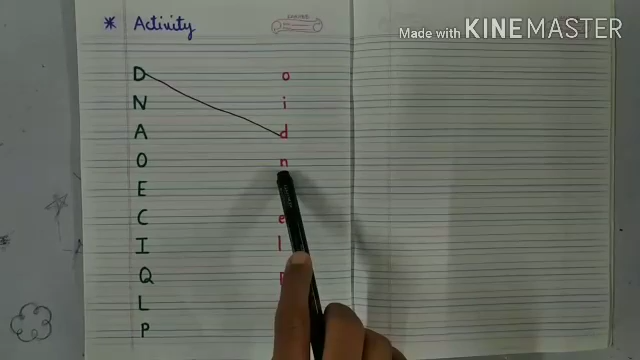 * Activity
Made with KINEMASTER
D o
N i
A d
O n
E
C e
I l
Q
L
P